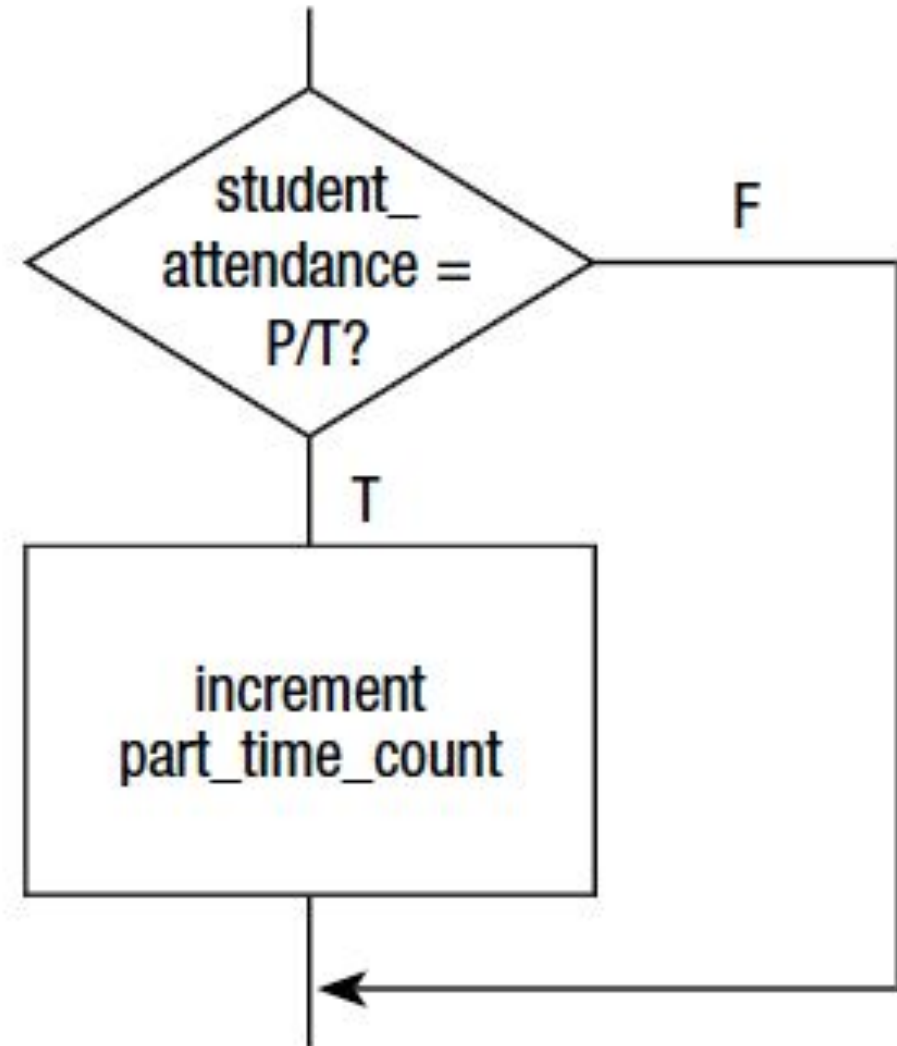 student_
attendance =
P/T?
F
T
increment
part_time_count